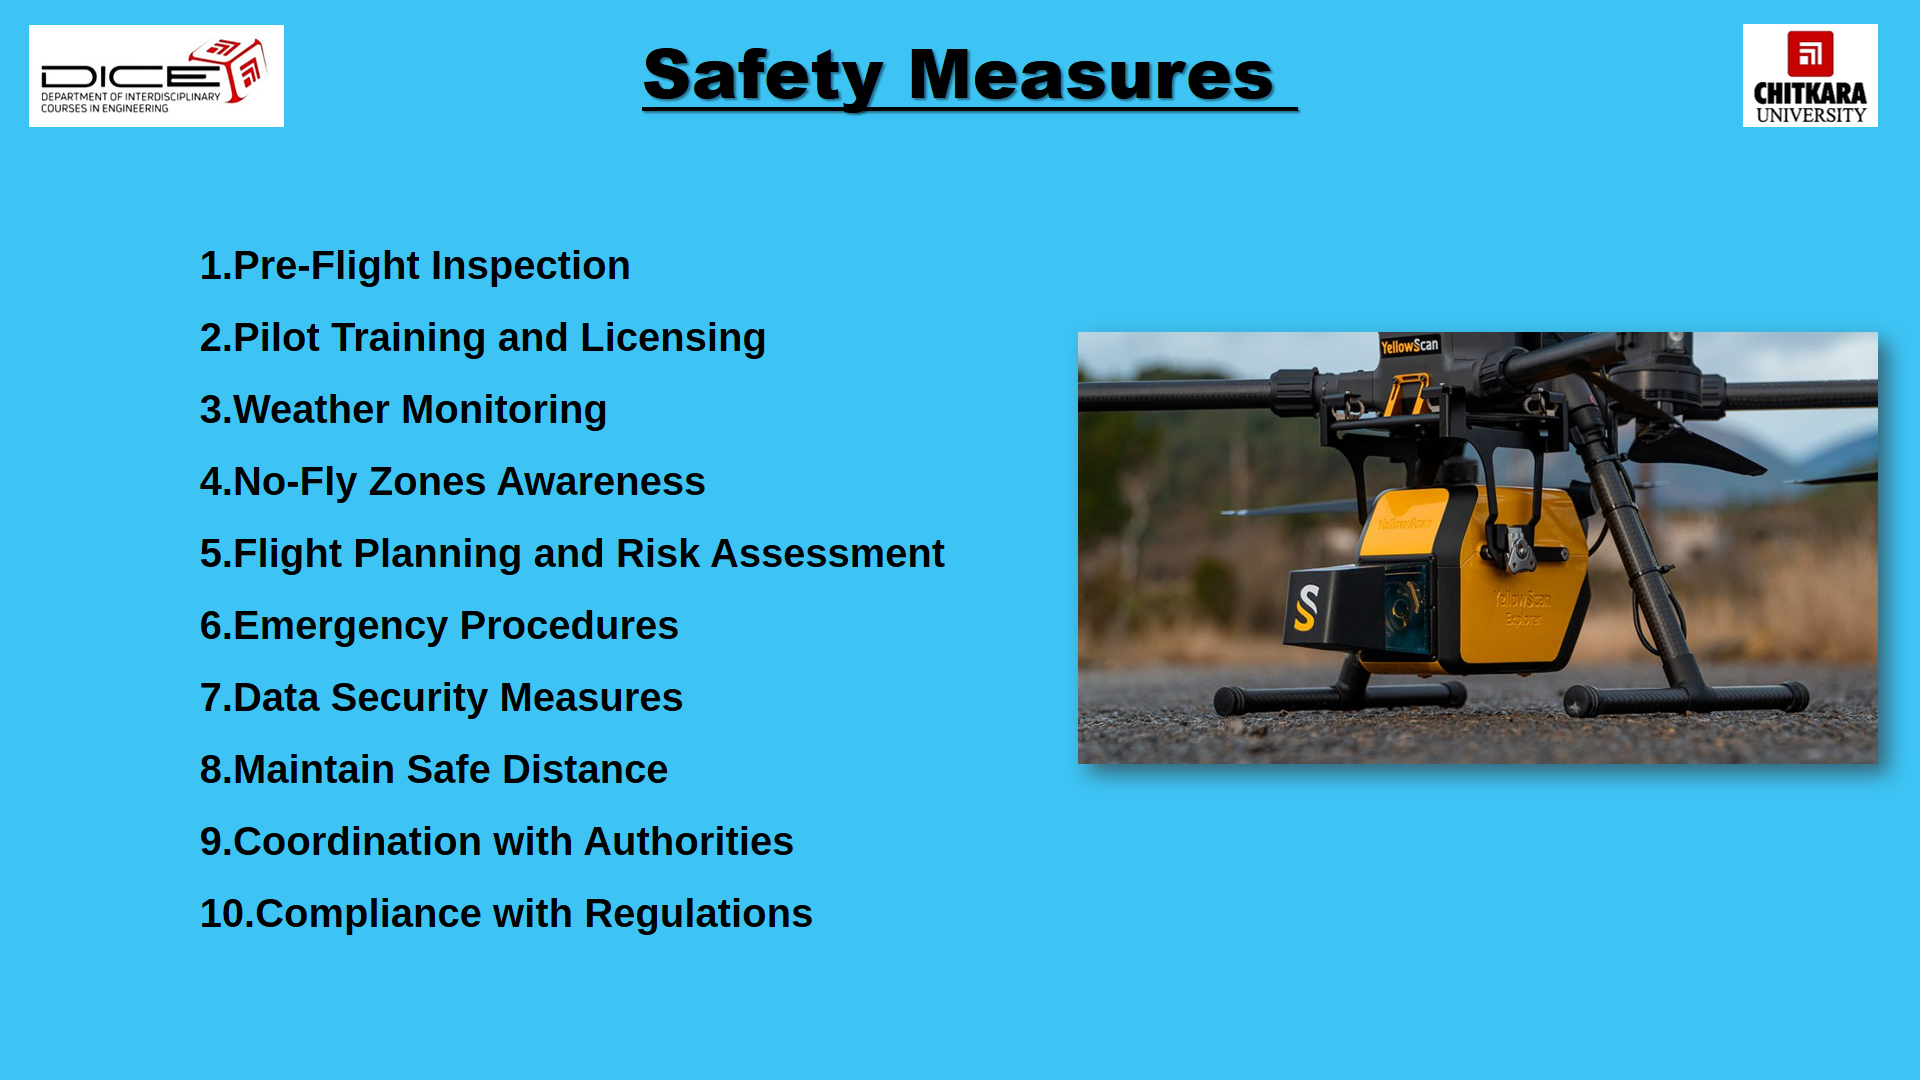 DICE
DEPARTMENT OF INTERDISCIPLINARY
COURSES IN ENGINEERING
Safety Measures
CHITKARA
UNIVERSITY
1.Pre-Flight Inspection
2.Pilot Training and Licensing
3.Weather Monitoring
4.No-Fly Zones Awareness
5.Flight Planning and Risk Assessment
6.Emergency Procedures
7.Data Security Measures
8.Maintain Safe Distance
9.Coordination with Authorities
10.Compliance with Regulations
YellowScan
YellowScan
S
YellowScan
Explorer